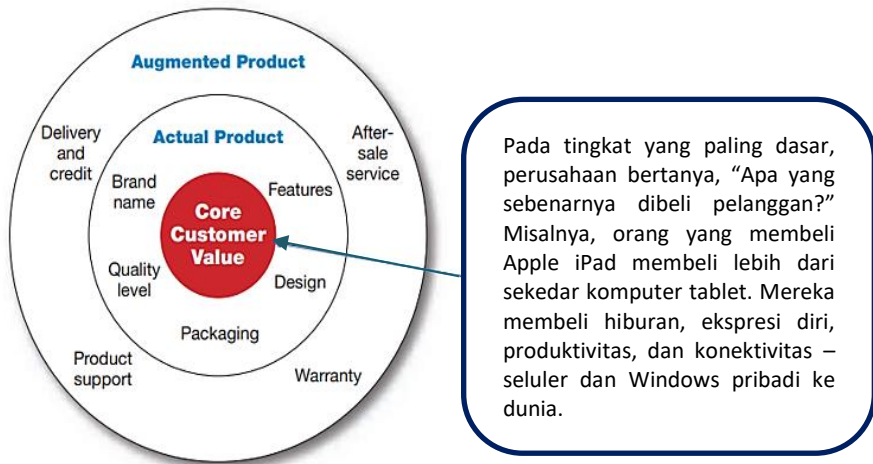 Augmented Product
Actual Product
Delivery
and
credit
After-
sale
service
Brand
name
Features
Core
Customer
Value
Quality
level
Design
Packaging
Product
support
Warranty
Pada tingkat yang paling dasar,
perusahaan bertanya, “Apa yang
sebenarnya dibeli pelanggan?”
Misalnya, orang yang membeli
Apple iPad membeli lebih dari
sekedar komputer tablet. Mereka
membeli hiburan, ekspresi diri,
produktivitas, dan konektivitas –
seluler dan Windows pribadi ke
dunia.